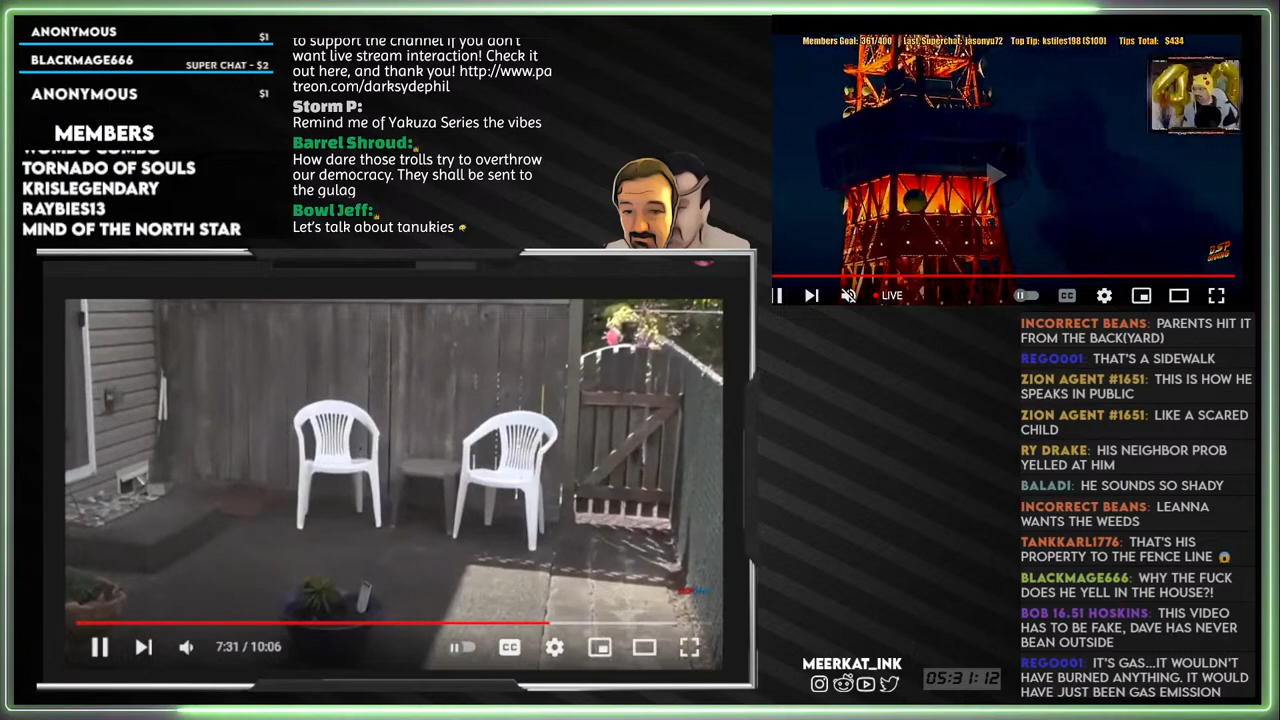 ANONYMOUS $1
BLACKMAGE666 SUPER CHAT - $2
ANONYMOUS $1
MEMBERS
WOMBO COMBO
TORNADO OF SOULS
KRISLEGENDARY
RAYBIES13
MIND OF THE NORTH STAR
to support the channel if you don't
want live stream interaction! Check it
out here, and thank you! http://www.pa
treon.com/darksydephil
Storm P:
Remind me of Yakuza Series the vibes
Barrel Shroud:
How dare those trolls try to overthrow
our democracy. They shall be sent to
the gulag
Bowl Jeff:
Let's talk about tanukies
Members Goal: 361/400 Last Superchat: jasonyu72 Top Tip: kstiles198 ($100) Tips Total: $434
DSP
GAMING
LIVE
CC
7:31 / 10:06
CC
INCORRECT BEANS: PARENTS HIT IT
FROM THE BACK(YARD)
REGO001: THAT'S A SIDEWALK
ZION AGENT #1651: THIS IS HOW HE
SPEAKS IN PUBLIC
ZION AGENT #1651: LIKE A SCARED
CHILD
RY DRAKE: HIS NEIGHBOR PROB
YELLED AT HIM
BALADI: HE SOUNDS SO SHADY
INCORRECT BEANS: LEANNA
WANTS THE WEEDS
TANKKARL1776: THAT'S HIS
PROPERTY TO THE FENCE LINE
BLACKMAGE666: WHY THE FUCK
DOES HE YELL IN THE HOUSE?!
BOB 16.51 HOSKINS: THIS VIDEO
HAS TO BE FAKE, DAVE HAS NEVER
BEEN OUTSIDE
REGO001: IT'S GAS...IT WOULDN'T
HAVE BURNED ANYTHING. IT WOULD
HAVE JUST BEEN GAS EMISSION
MEERKAT_INK
05:31:12